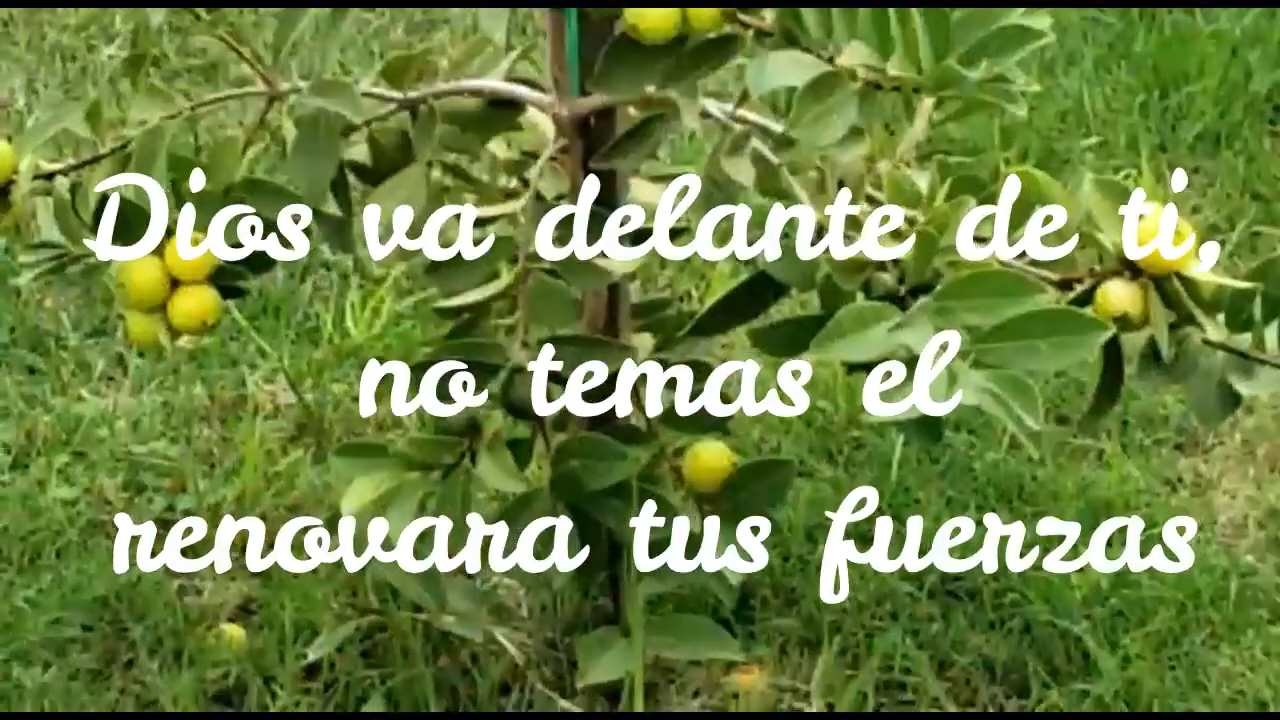 Dios va delante de ti,
no temas el
renovara tus fuerzas